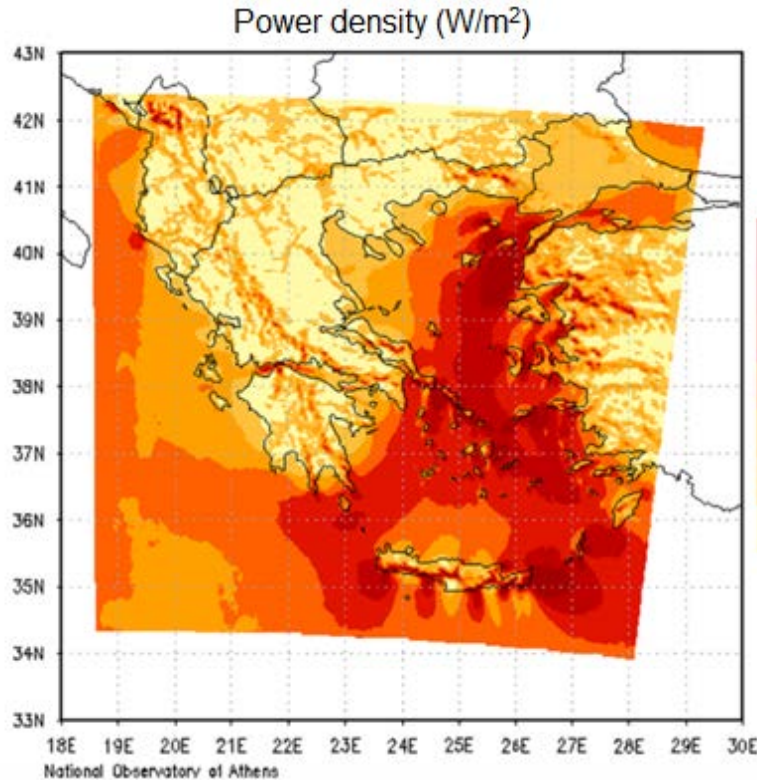 Power density (W/m²)
43N
42N
41N
40N
39N
38N
37N
36N
35N
34N
33N
18E 19E 20E 21E 22E 23E 24E 25E 26E 27E 28E 29E 30E
National Observatory of Athens